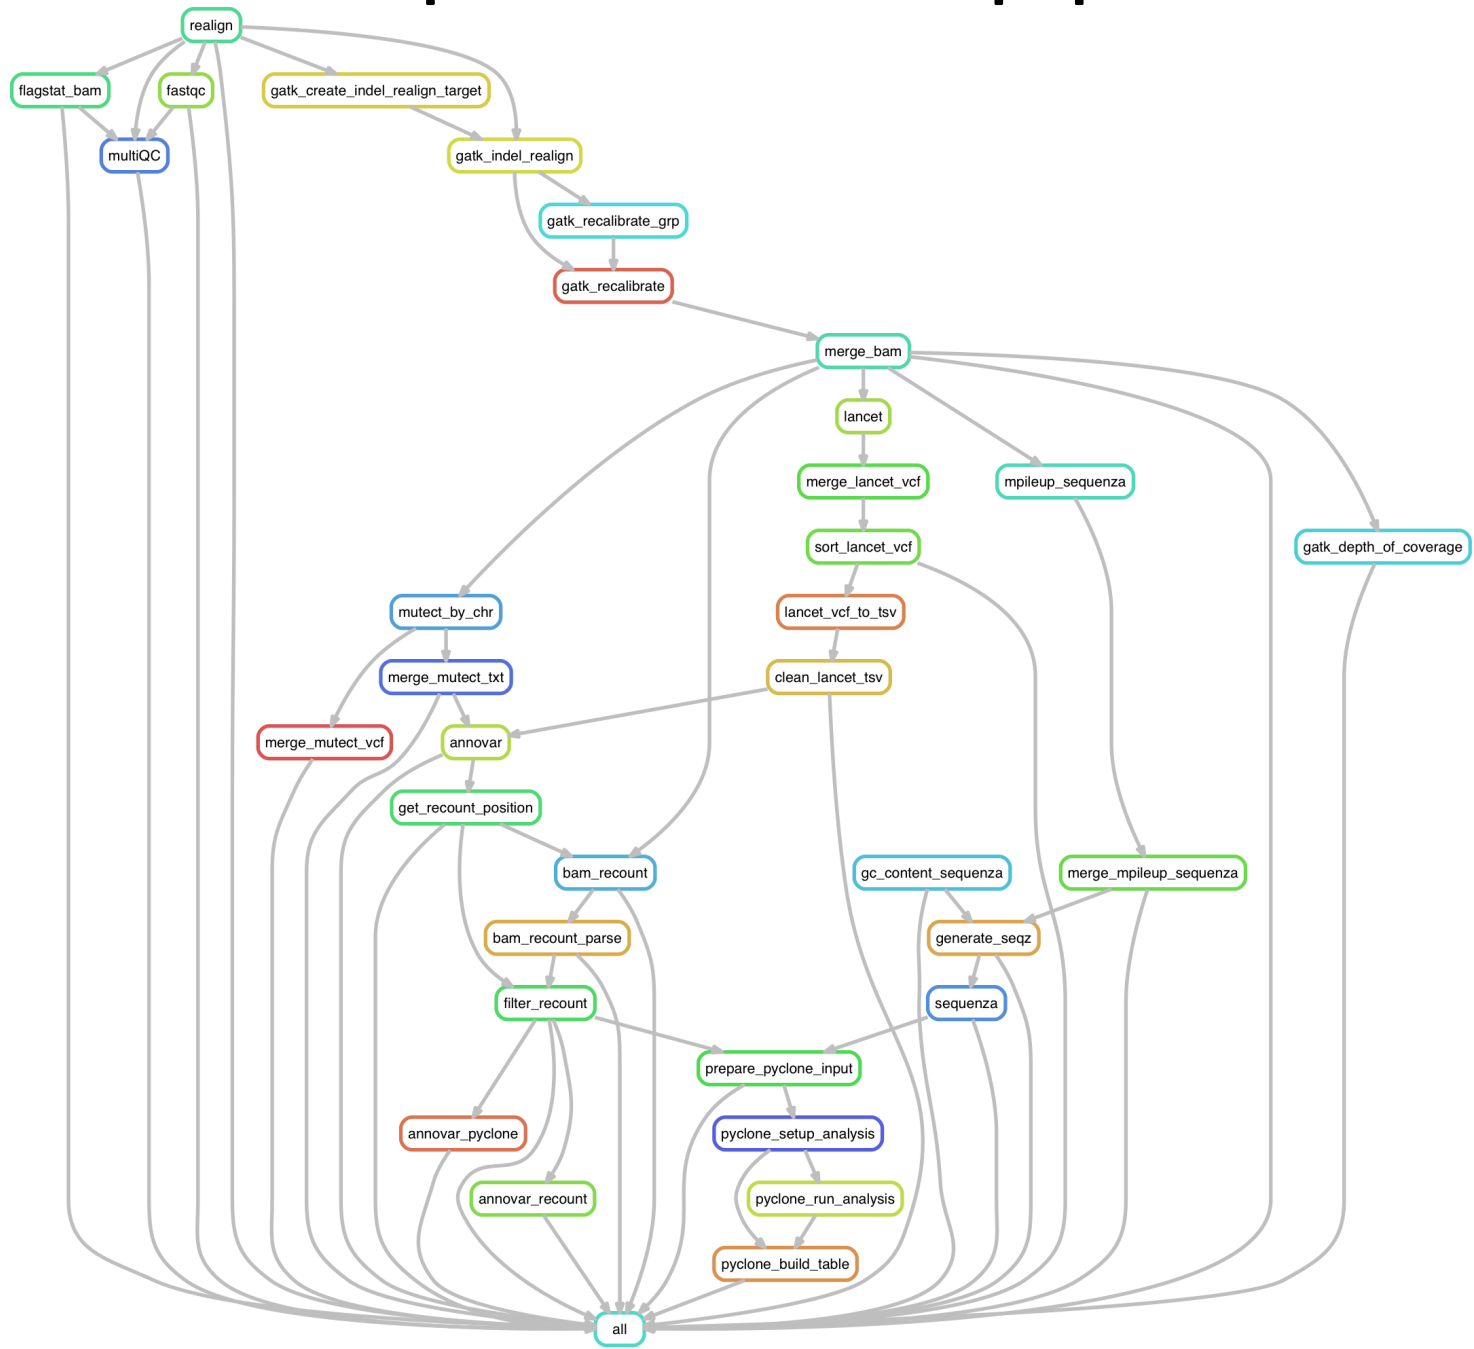 realign
flagstat_bam
fastqc
gatk_create_indel_realign_target
multiQC
gatk_indel_realign
gatk_recalibrate_grp
gatk_recalibrate
merge_bam
lancet
merge_lancet_vcf
mpileup_sequenza
sort_lancet_vcf
gatk_depth_of_coverage
mutect_by_chr
lancet_vcf_to_tsv
merge_mutect_txt
clean_lancet_tsv
merge_mutect_vcf
annovar
get_recount_position
bam_recount
gc_content_sequenza
merge_mpileup_sequenza
bam_recount_parse
generate_seqz
filter_recount
sequenza
prepare_pyclone_input
annovar_pyclone
pyclone_setup_analysis
annovar_recount
pyclone_run_analysis
pyclone_build_table
all